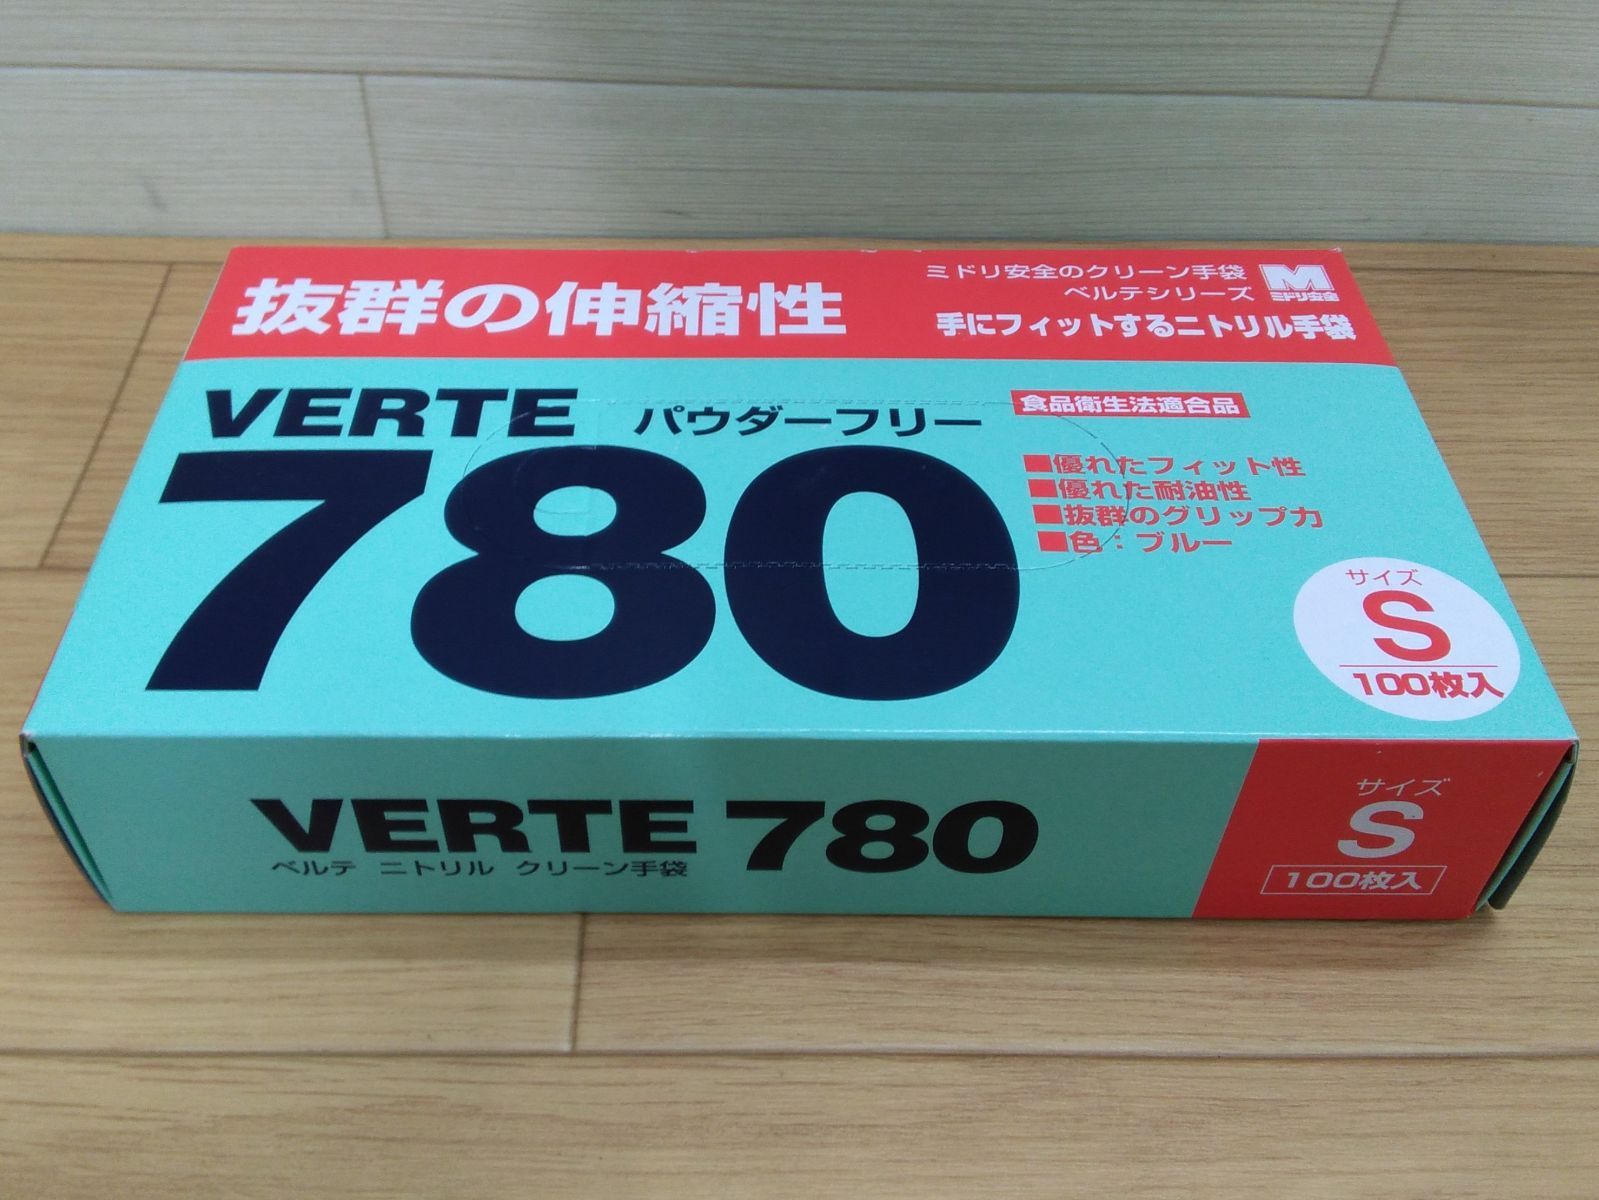 抜群の伸縮性
ミドリ安全のクリーン手袋
ベルテシリーズ
M
ミドリ安全
手にフィットするニトリル手袋
VERTE パウダーフリー
780
食品衛生法適合品
■優れたフィット性
■優れた耐油性
■抜群のグリップ力
■色：ブルー
サイズ
S
100枚入
VERTE 780
ベルテ ニトリル クリーン手袋
サイズ
S
100枚入